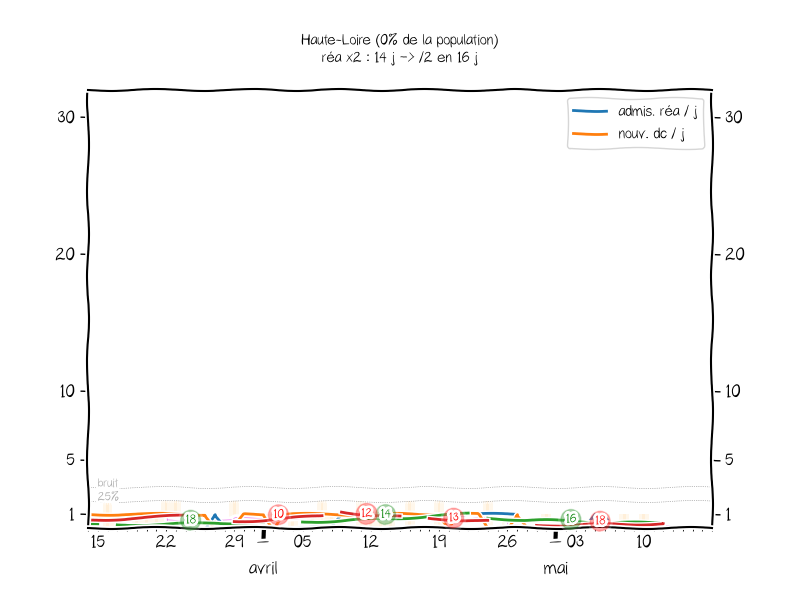 Haute-Loire (0% de la population)
réa x2 : 14 j -> /2 en 16 j
admis. réa / j
nouv. dc / j
30
30
20
20
10
10
5
5
bruit
25%
1
1
18
10
12
14
13
16
18
15 22 29 05 12 19 26 03 10
avril mai